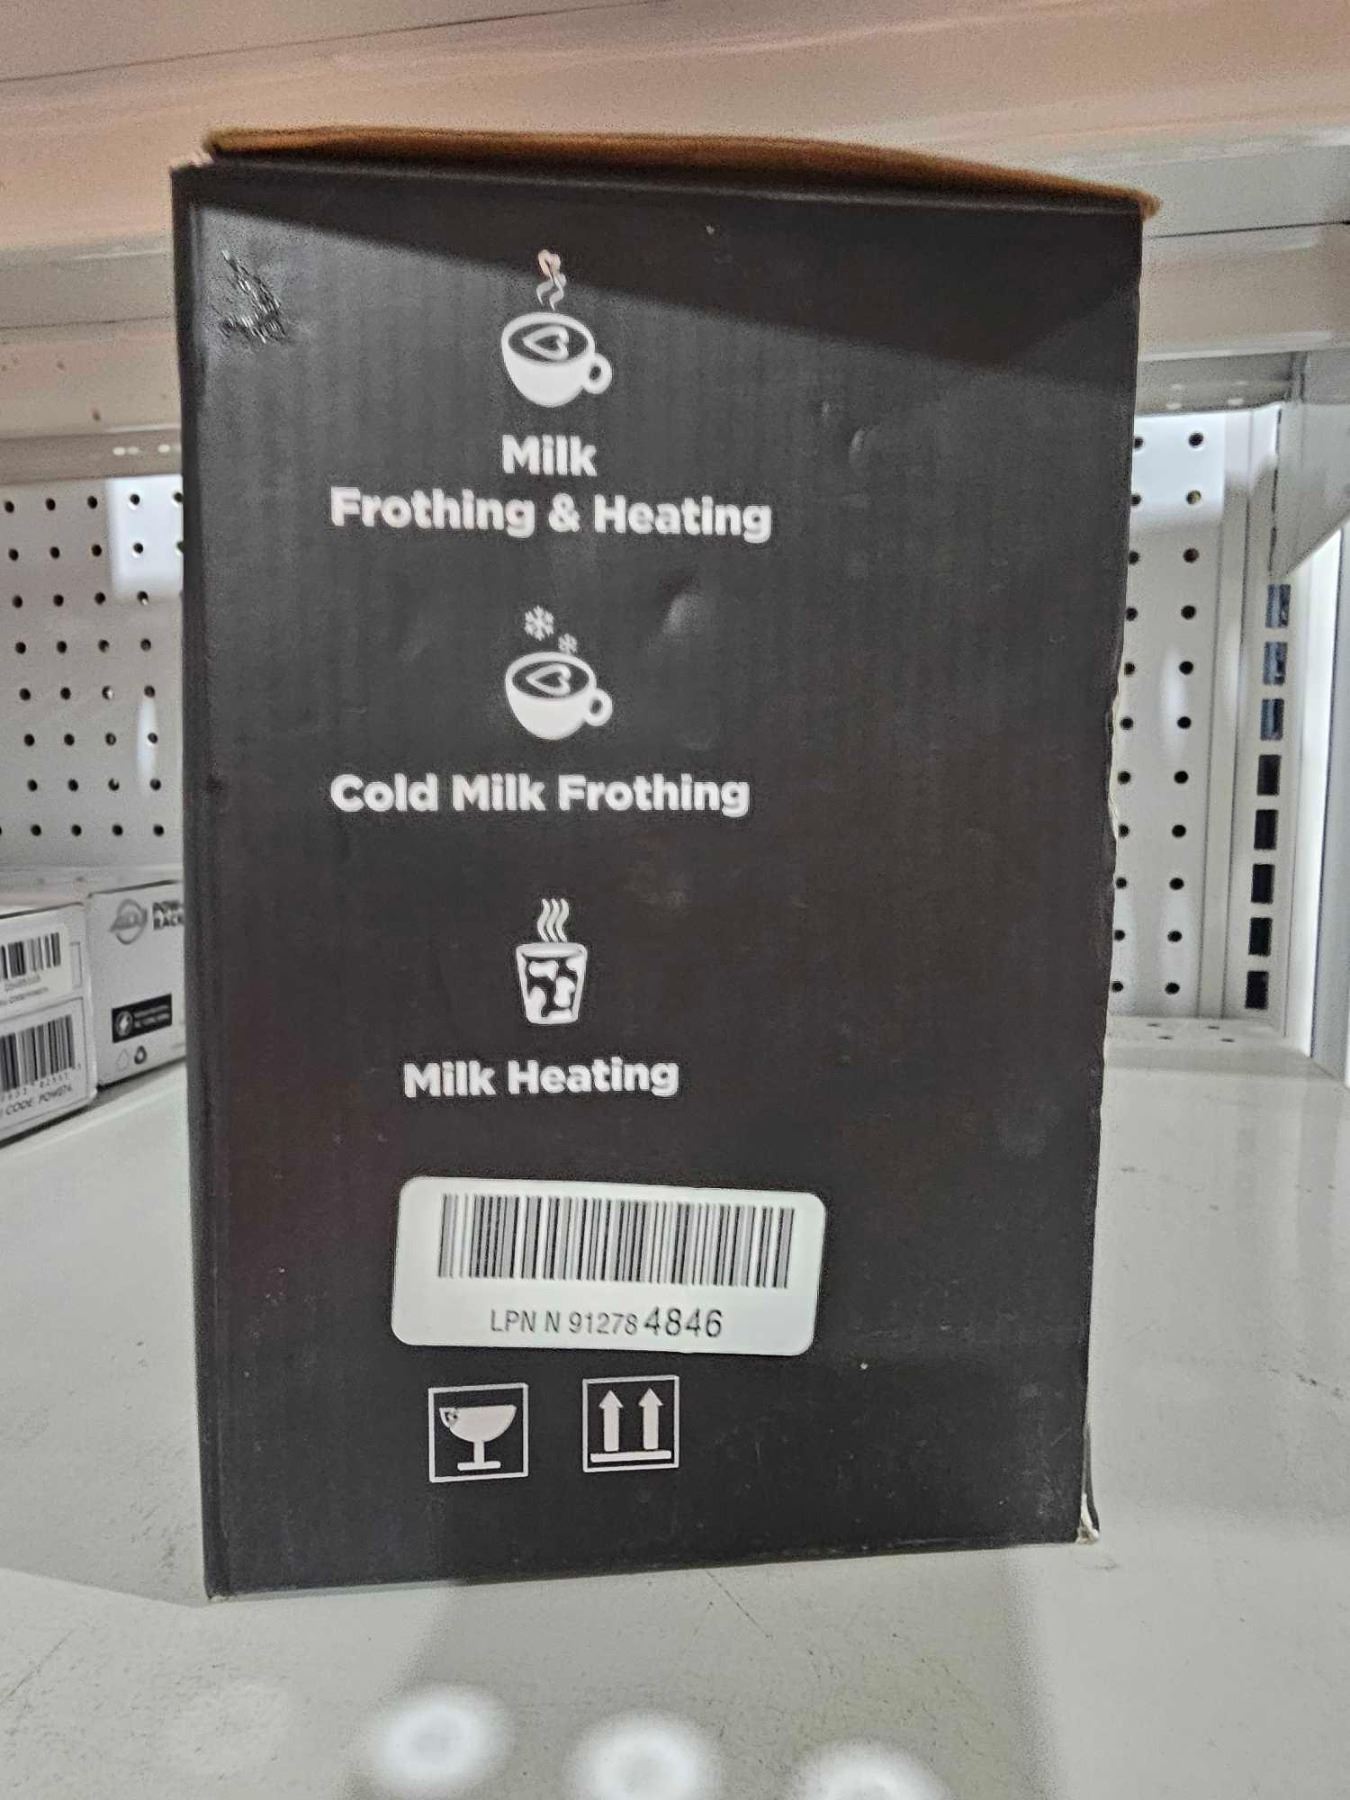 Milk
Frothing & Heating
Cold Milk Frothing
Milk Heating
LPN N 91278 4846